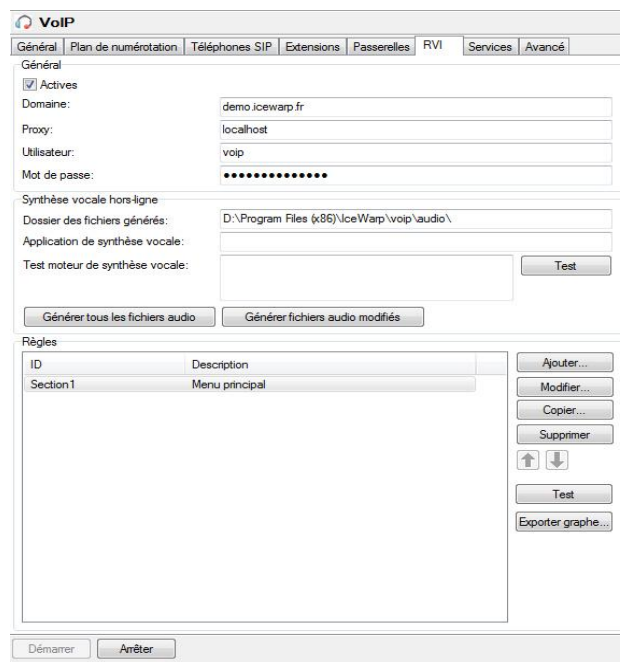 VoIP
Général Plan de numérotation Téléphones SIP Extensions Passerelles RVI Services Avancé
Général
Actives
Domaine: demo.icewarp.fr
Proxy: localhost
Utilisateur: voip
Mot de passe: ●●●●●●●●●●●●●●
Synthèse vocale hors-ligne
Dossier des fichiers générés: D:\Program Files (x86)\IceWarp\voip\audio\
Application de synthèse vocale:
Test moteur de synthèse vocale: Test
Générer tous les fichiers audio Générer fichiers audio modifiés
Règles
ID Description Ajouter...
Section1 Menu principal Modifier...
Copier...
Supprimer
Test
Exporter graphe...
Démarrer Arrêter